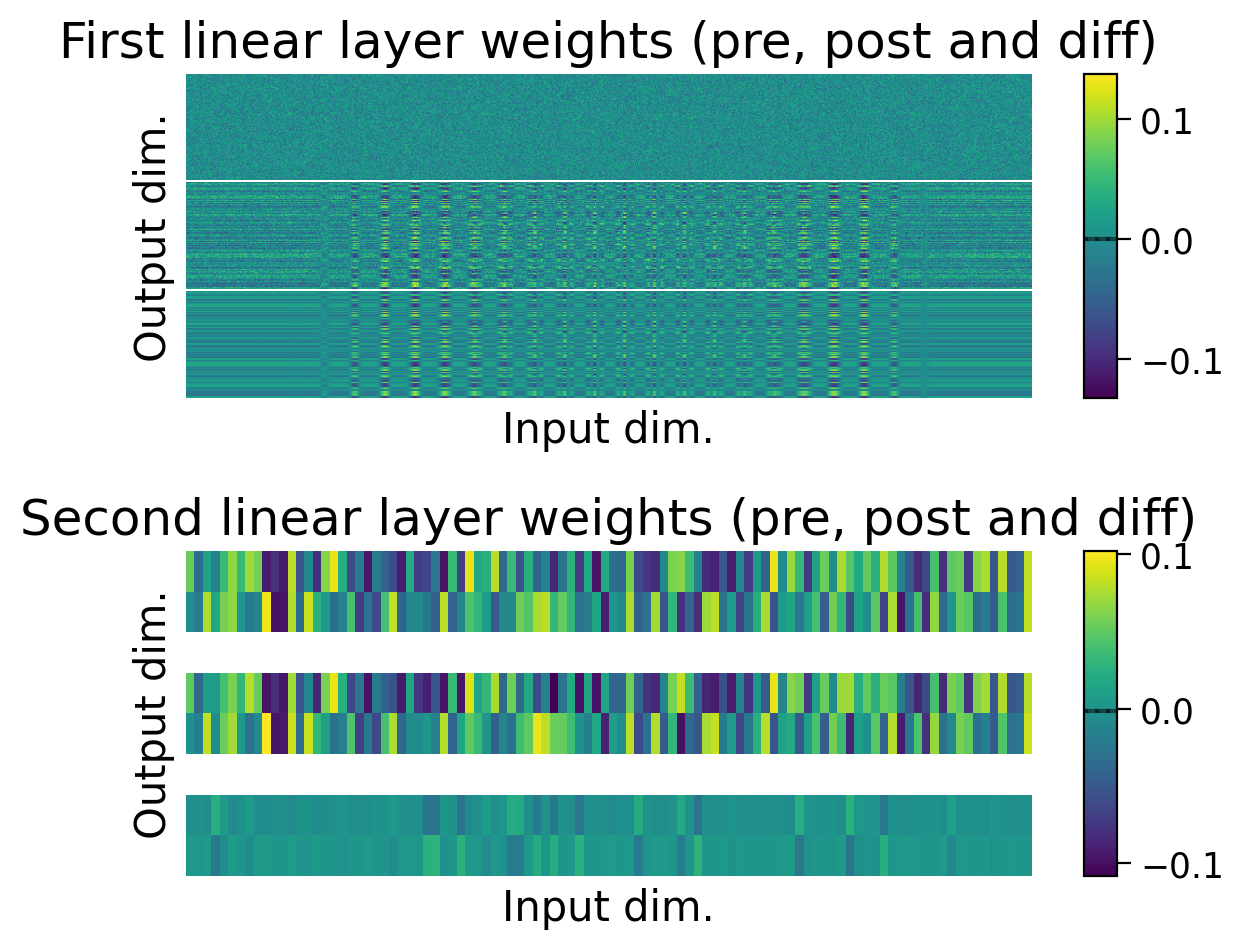 First linear layer weights (pre, post and diff)
Output dim.
0.1
0.0
−0.1
Input dim.
Second linear layer weights (pre, post and diff)
Output dim.
0.1
0.0
−0.1
Input dim.